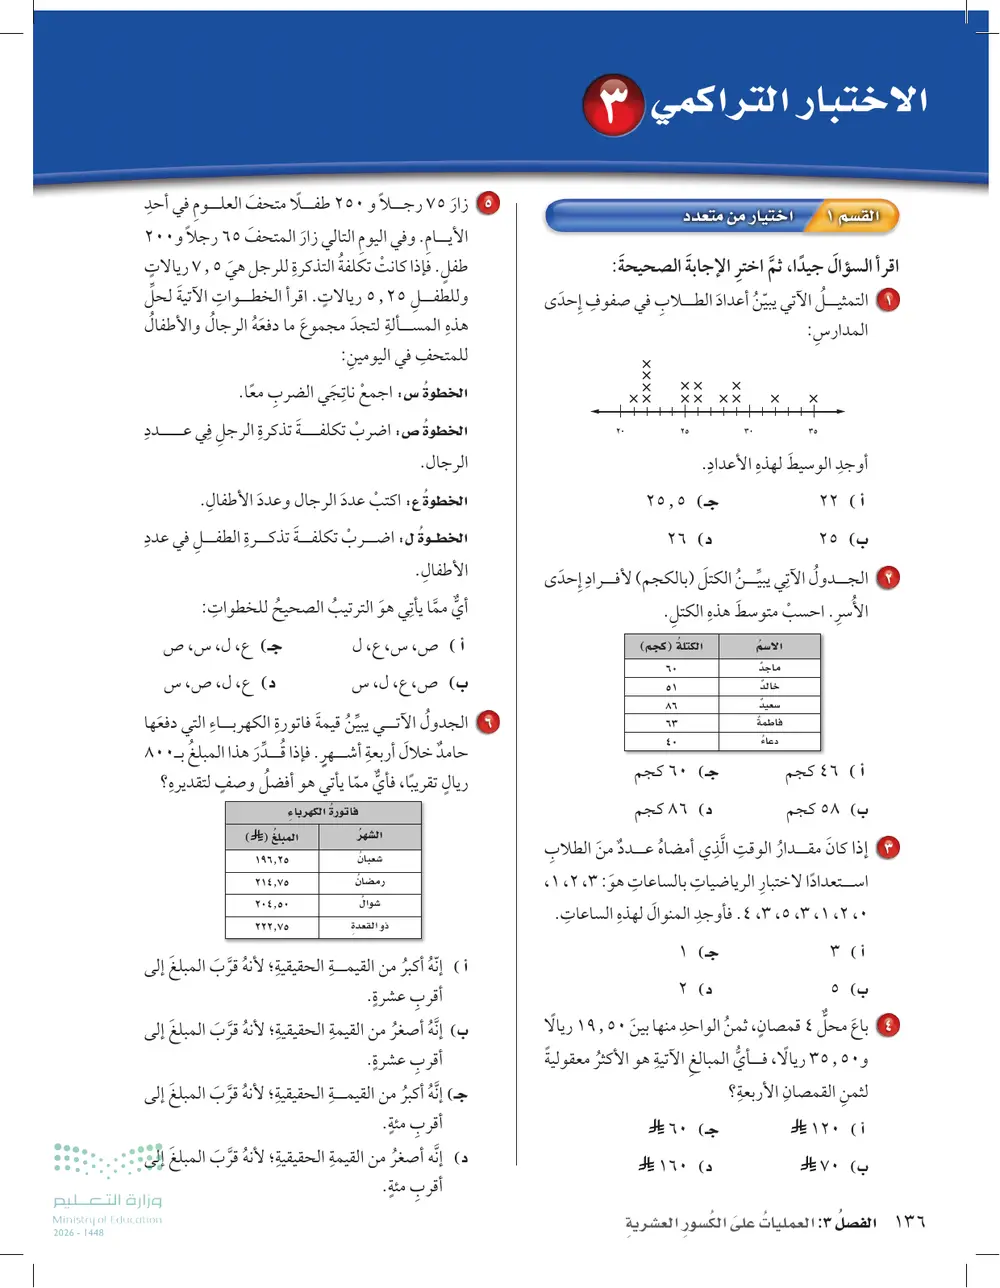 الاختبار التراكمي ٣
القسم ١ اختيار من متعدد
اقرأ السؤالَ جيدًا، ثمَّ اخترِ الإجابةَ الصحيحةَ:
١ التمثيلُ الآتي يبيّنُ أعدادَ الطلابِ في صفوفِ إحدَى
المدارسِ:
٢٠ ٢٥ ٣٠ ٣٥
أوجدِ الوسيطَ لهذهِ الأعدادِ.
أ ) ٢٢ جـ) ٢٥,٥
ب) ٢٥ د) ٢٦
٢ الجدولُ الآتِي يبيِّنُ الكتلَ (بالكجم) لأفرادِ إحدَى
الأُسرِ. احسبْ متوسطَ هذهِ الكتلِ.
الاسمُ الكتلةُ (كجم)
ماجدٌ ٦٠
خالدٌ ٥١
سعيدٌ ٨٦
فاطمةُ ٦٣
دعاءُ ٤٠
أ ) ٤٦ كجم جـ) ٦٠ كجم
ب) ٥٨ كجم د) ٨٦ كجم
٣ إذا كانَ مقدارُ الوقتِ الَّذِي أمضاهُ عددٌ منَ الطلابِ
استعدادًا لاختبارِ الرياضياتِ بالساعاتِ هوَ: ٣، ٢، ١،
٠، ٢، ١، ٣، ٥، ٣، ٤. فأوجدِ المنوالَ لهذهِ الساعاتِ.
أ ) ٣ جـ) ١
ب) ٥ د) ٢
٤ باعَ محلٌّ ٤ قمصانٍ، ثمنُ الواحدِ منها بينَ ١٩,٥٠ ريالًا
و ٣٥,٥٠ ريالًا، فأيُّ المبالغِ الآتيةِ هو الأكثرُ معقوليةً
لثمنِ القمصانِ الأربعةِ؟
أ ) ١٢٠ جـ) ٦٠
ب) ٧٠ د) ١٦٠
٥ زارَ ٧٥ رجلاً و ٢٥٠ طفلًا متحفَ العلومِ في أحدِ
الأيامِ. وفي اليومِ التالي زارَ المتحفَ ٦٥ رجلاً و٢٠٠
طفلٍ. فإذا كانتْ تكلفةُ التذكرةِ للرجلِ هيَ ٧,٥ ريالاتٍ
وللطفلِ ٥,٢٥ ريالاتٍ. اقرأ الخطواتِ الآتيةَ لحلِّ
هذهِ المسألةِ لتجدَ مجموعَ ما دفعَهُ الرجالُ والأطفالُ
للمتحفِ في اليومينِ:
الخطوةُ س: اجمعْ ناتِجَي الضربِ معًا.
الخطوةُ ص: اضربْ تكلفةَ تذكرةِ الرجلِ فِي عددِ
الرجال.
الخطوةُ ع: اكتبْ عددَ الرجال وعددَ الأطفالِ.
الخطوةُ ل: اضربْ تكلفةَ تذكرةِ الطفلِ في عددِ
الأطفالِ.
أيٌّ ممَّا يأتِي هوَ الترتيبُ الصحيحُ للخطواتِ:
أ ) ص، س، ع، ل جـ) ع، ل، س، ص
ب) ص، ع، ل، س د) ع، ل، ص، س
٦ الجدولُ الآتي يبيِّنُ قيمةَ فاتورةِ الكهرباءِ التي دفعَها
حامدٌ خلالَ أربعةِ أشهرٍ. فإذا قُدِّرَ هذا المبلغُ بـ ٨٠٠
ريالٍ تقريبًا، فأيٌّ ممّا يأتي هو أفضلُ وصفٍ لتقديرهِ؟
فاتورةُ الكهرباءِ
الشهرُ المبلغُ ()
شعبانُ ١٩٦,٢٥
رمضانُ ٢١٤,٧٥
شوالُ ٢٠٤,٥٠
ذو القعدةِ ٢٢٢,٧٥
أ ) إنّهُ أكبرُ من القيمةِ الحقيقيةِ؛ لأنهُ قرَّبَ المبلغَ إلى
أقربِ عشرةٍ.
ب) إنَّهُ أصغرُ من القيمةِ الحقيقيةِ؛ لأنهُ قرَّبَ المبلغَ إلى
أقربِ عشرةٍ.
جـ) إنَّهُ أكبرُ من القيمةِ الحقيقيةِ؛ لأنهُ قرَّبَ المبلغَ إلى
أقربِ مئةٍ.
د) إنَّه أصغرُ من القيمةِ الحقيقيةِ؛ لأنهُ قرَّبَ المبلغَ إلى
أقربِ مئةٍ.
وزارة التعليم
Ministry of Education
2026 - 1448
١٣٦ الفصلُ ٣: العملياتُ علىَ الكُسورِ العشريةِ